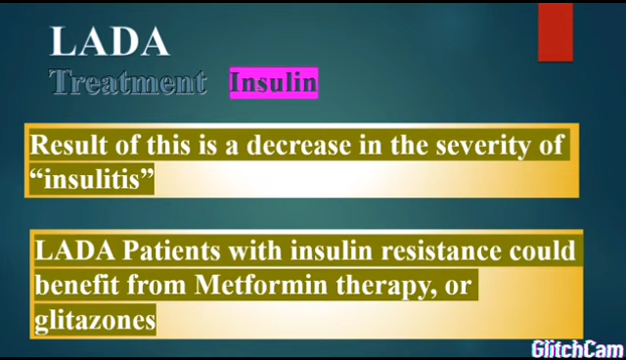 LADA
Treatment Insulin
Result of this is a decrease in the severity of
“insulitis”
LADA Patients with insulin resistance could
benefit from Metformin therapy, or
glitazones
GlitchCam